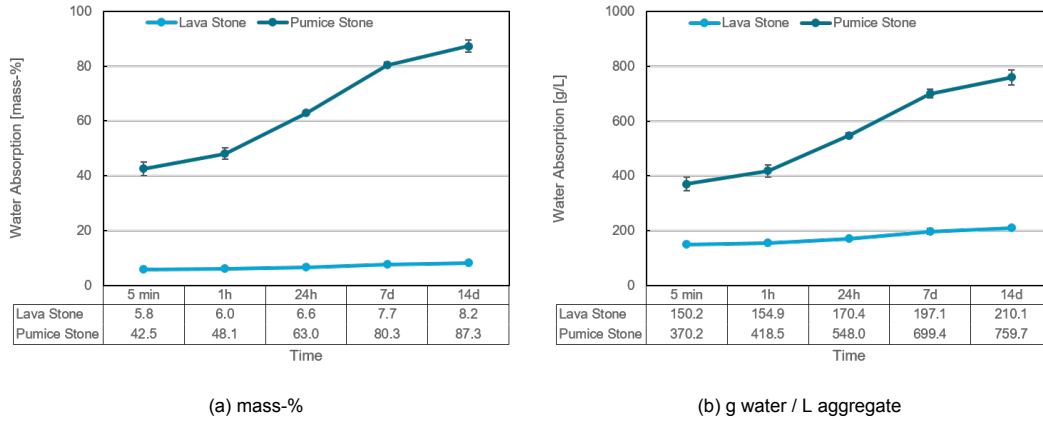 Lava Stone Pumice Stone
Water Absorption [mass-%]
100
80
60
40
20
0
5 min 1h 24h 7d 14d
Lava Stone 5.8 6.0 6.6 7.7 8.2
Pumice Stone 42.5 48.1 63.0 80.3 87.3
Time
(a) mass-%
Lava Stone Pumice Stone
Water Absorption [g/L]
1000
800
600
400
200
0
5 min 1h 24h 7d 14d
Lava Stone 150.2 154.9 170.4 197.1 210.1
Pumice Stone 370.2 418.5 548.0 699.4 759.7
Time
(b) g water / L aggregate